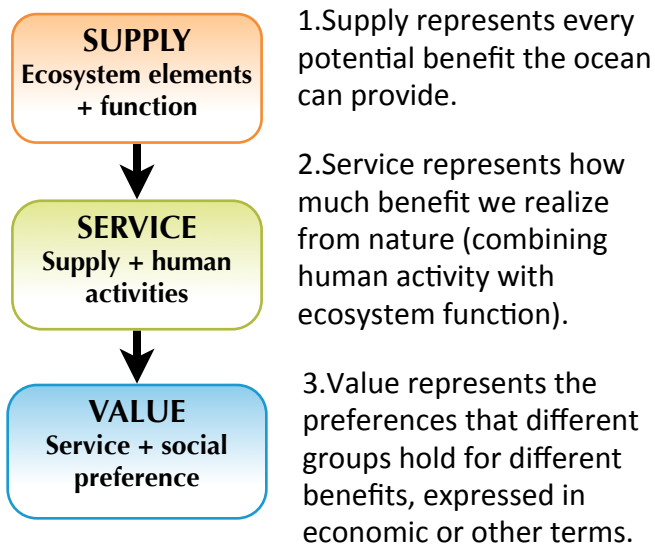 SUPPLY
Ecosystem elements
+ function
1.Supply represents every
potential benefit the ocean
can provide.
SERVICE
Supply + human
activities
2.Service represents how
much benefit we realize
from nature (combining
human activity with
ecosystem function).
VALUE
Service + social
preference
3.Value represents the
preferences that different
groups hold for different
benefits, expressed in
economic or other terms.